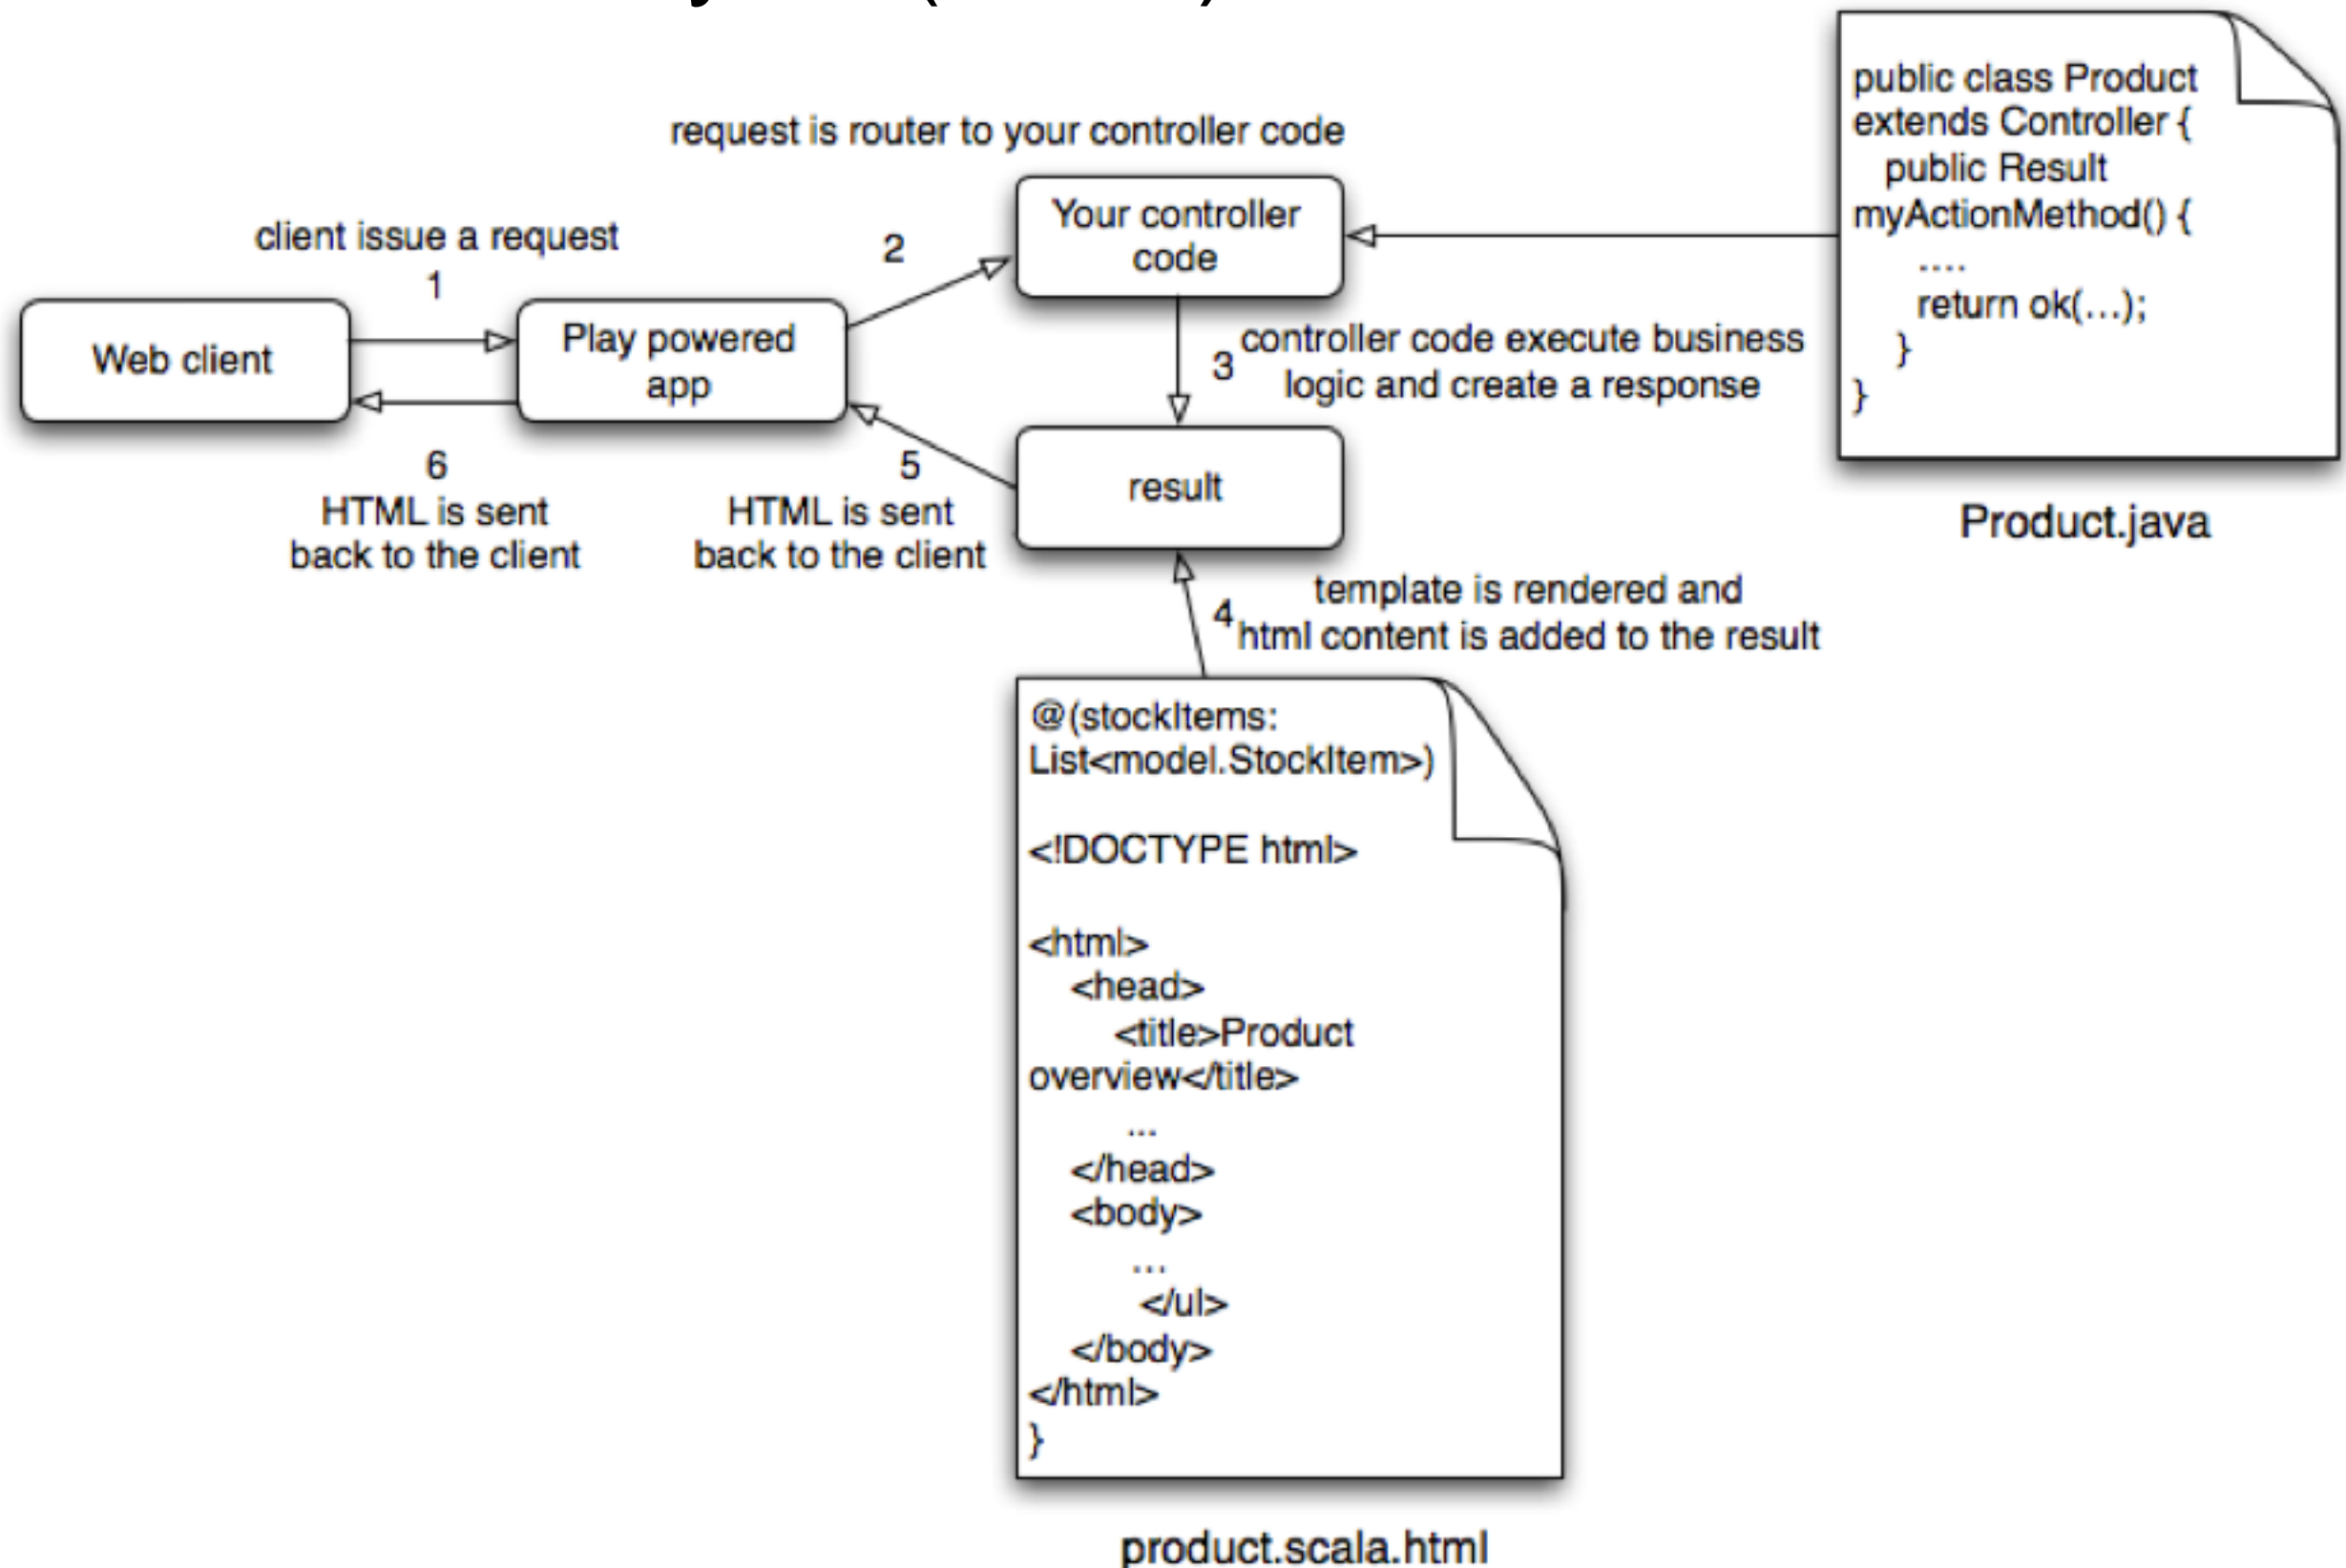 request is router to your controller code
client issue a request
1
2
Web client
Play powered
app
Your controller
code
3
controller code execute business
logic and create a response
result
5
HTML is sent
back to the client
6
HTML is sent
back to the client
4
template is rendered and
html content is added to the result
public class Product
extends Controller {
public Result
myActionMethod() {
....
return ok(...);
}
}
Product.java
@(stockItems:
List<model.StockItem>)
<!DOCTYPE html>
<html>
<head>
<title>Product
overview</title>
...
</head>
<body>
...
</ul>
</body>
</html>
}
product.scala.html